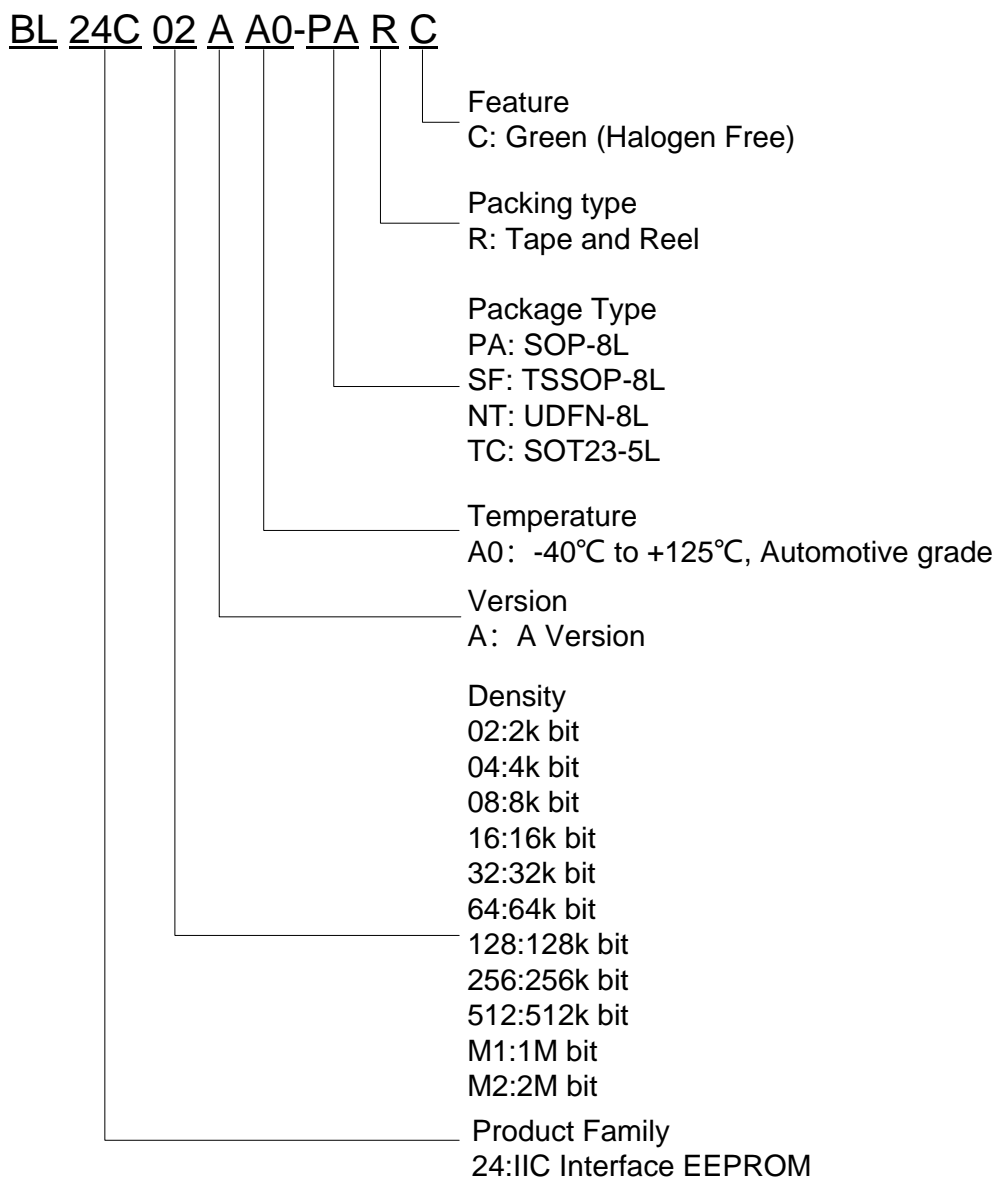 BL 24C 02 A A0-PA R C
Feature
C: Green (Halogen Free)
Packing type
R: Tape and Reel
Package Type
PA: SOP-8L
SF: TSSOP-8L
NT: UDFN-8L
TC: SOT23-5L
Temperature
A0： -40℃ to +125℃, Automotive grade
Version
A： A Version
Density
02:2k bit
04:4k bit
08:8k bit
16:16k bit
32:32k bit
64:64k bit
128:128k bit
256:256k bit
512:512k bit
M1:1M bit
M2:2M bit
Product Family
24:IIC Interface EEPROM